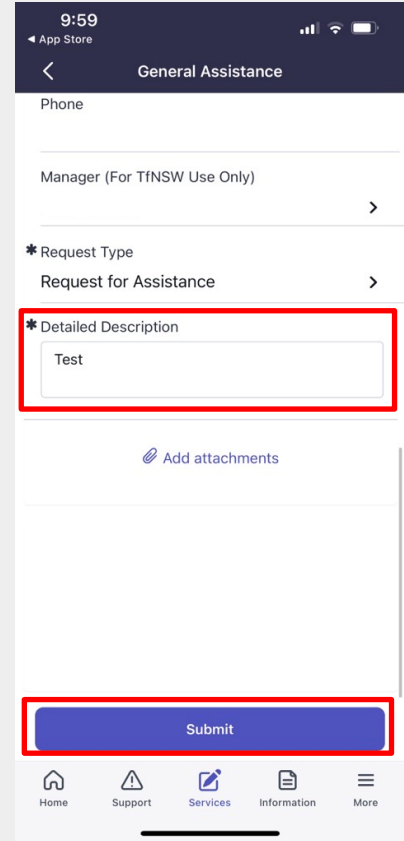 9:59
◀ App Store
General Assistance
Phone
Manager (For TfNSW Use Only)
* Request Type
Request for Assistance
* Detailed Description
Test
Add attachments
Submit
Home Support Services Information More